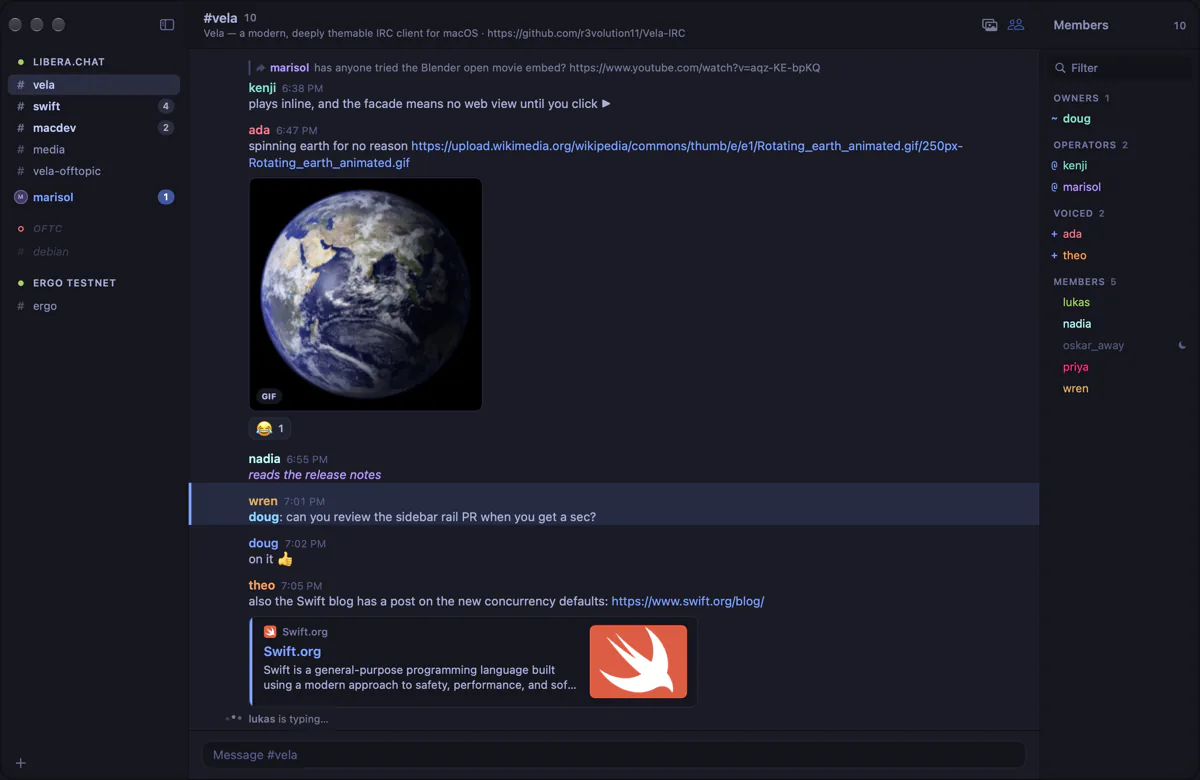 LIBERA.CHAT
# vela
# swift 4
# macdev 2
# media
# vela-offtopic
M marisol 1
OFTC
# debian
ERGO TESTNET
# ergo
+
#vela 10
Vela — a modern, deeply themable IRC client for macOS · https://github.com/r3volution11/Vela-IRC
marisol has anyone tried the Blender open movie embed? https://www.youtube.com/watch?v=aqz-KE-bpKQ
kenji 6:38 PM
plays inline, and the facade means no web view until you click ▶
ada 6:47 PM
spinning earth for no reason https://upload.wikimedia.org/wikipedia/commons/thumb/e/e1/Rotating_earth_animated.gif/250px-
Rotating_earth_animated.gif
GIF
😂 1
nadia 6:55 PM
reads the release notes
wren 7:01 PM
doug: can you review the sidebar rail PR when you get a sec?
doug 7:02 PM
on it 👍
theo 7:05 PM
also the Swift blog has a post on the new concurrency defaults: https://www.swift.org/blog/
Swift.org
Swift.org
Swift is a general-purpose programming language built
using a modern approach to safety, performance, and sof...
lukas is typing...
Message #vela
Members 10
Filter
OWNERS 1
~ doug
OPERATORS 2
@ kenji
@ marisol
VOICED 2
+ ada
+ theo
MEMBERS 5
lukas
nadia
oskar_away
priya
wren